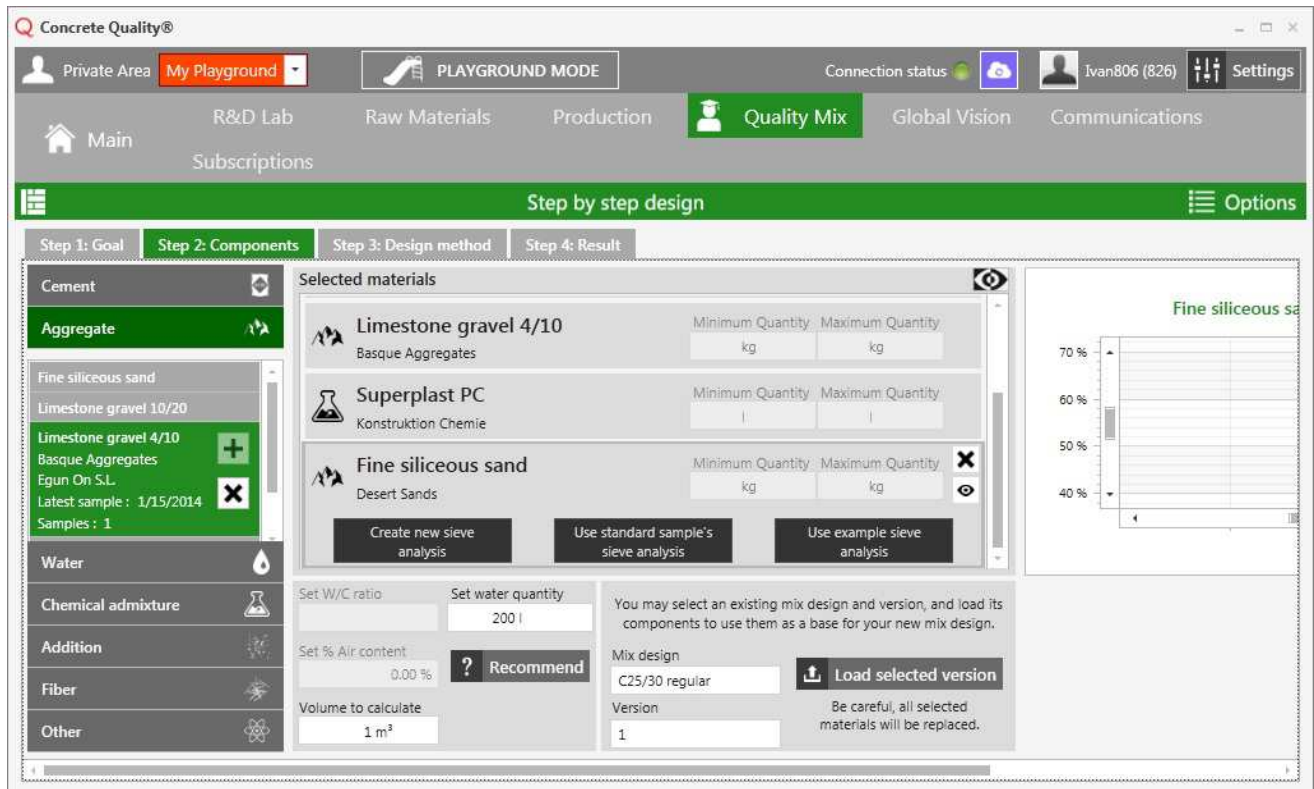 Concrete Quality®
Private Area My Playground PLAYGROUND MODE Connection status Ivan806 (826) Settings
Main R&D Lab Raw Materials Production Quality Mix Global Vision Communications
Subscriptions
Step by step design Options
Step 1: Goal Step 2: Components Step 3: Design method Step 4: Result
Cement
Aggregate
Fine siliceous sand
Limestone gravel 10/20
Limestone gravel 4/10
Basque Aggregates
Egun On S.L.
Latest sample : 1/15/2014
Samples : 1
Water
Chemical admixture
Addition
Fiber
Other
Selected materials
Limestone gravel 4/10 Minimum Quantity Maximum Quantity
Basque Aggregates kg kg
Superplast PC Minimum Quantity Maximum Quantity
Konstruktion Chemie l l
Fine siliceous sand Minimum Quantity Maximum Quantity
Desert Sands kg kg
Create new sieve analysis
Use standard sample's sieve analysis
Use example sieve analysis
Set W/C ratio Set water quantity
200 l
Set % Air content
0.00 %
? Recommend
Volume to calculate
1 m³
You may select an existing mix design and version, and load its
components to use them as a base for your new mix design.
Mix design
C25/30 regular
Load selected version
Version
1
Be careful, all selected
materials will be replaced.
Fine siliceous sa
70 %
60 %
50 %
40 %